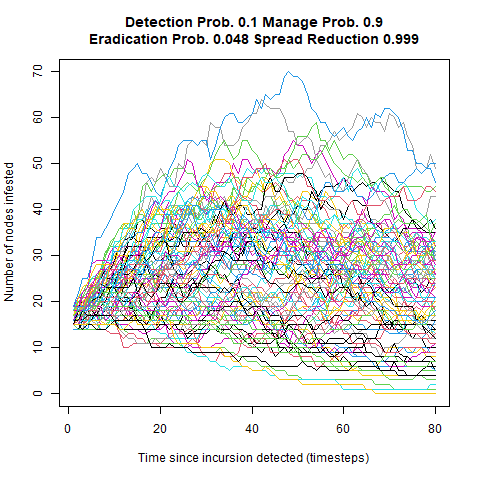 Detection Prob. 0.1 Manage Prob. 0.9
Eradication Prob. 0.048 Spread Reduction 0.999
Number of nodes infested
70
60
50
40
30
20
10
0
0 20 40 60 80
Time since incursion detected (timesteps)